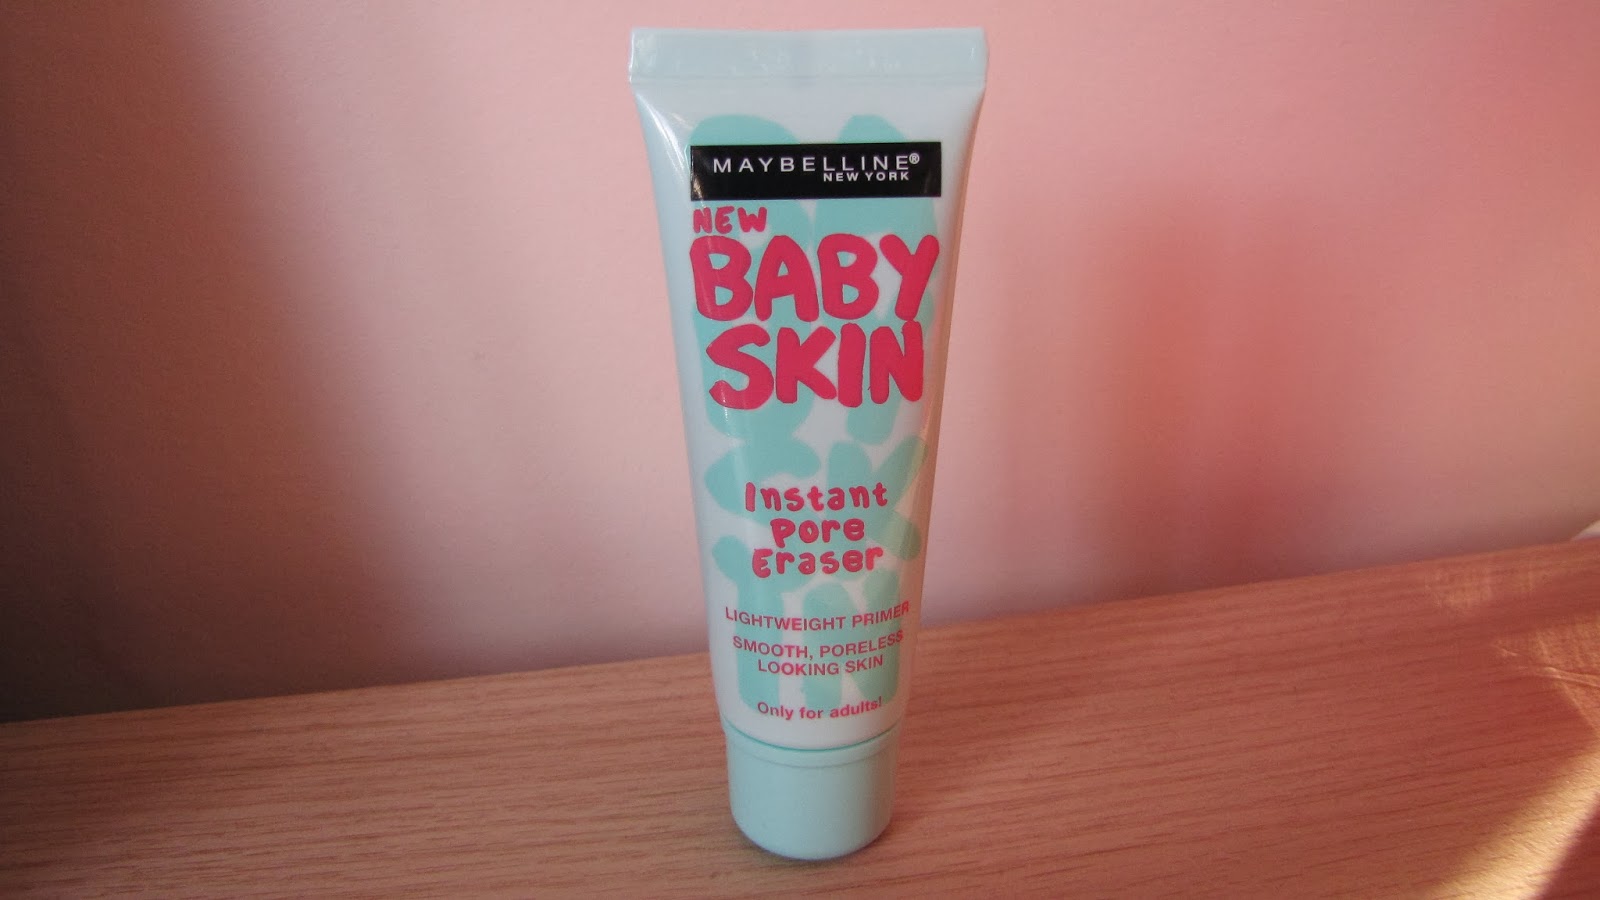 MAYBELLINE®
NEW YORK
NEW
BABY
SKIN
Instant
Pore
Eraser
LIGHTWEIGHT PRIMER
SMOOTH, PORELESS
LOOKING SKIN
Only for adults!